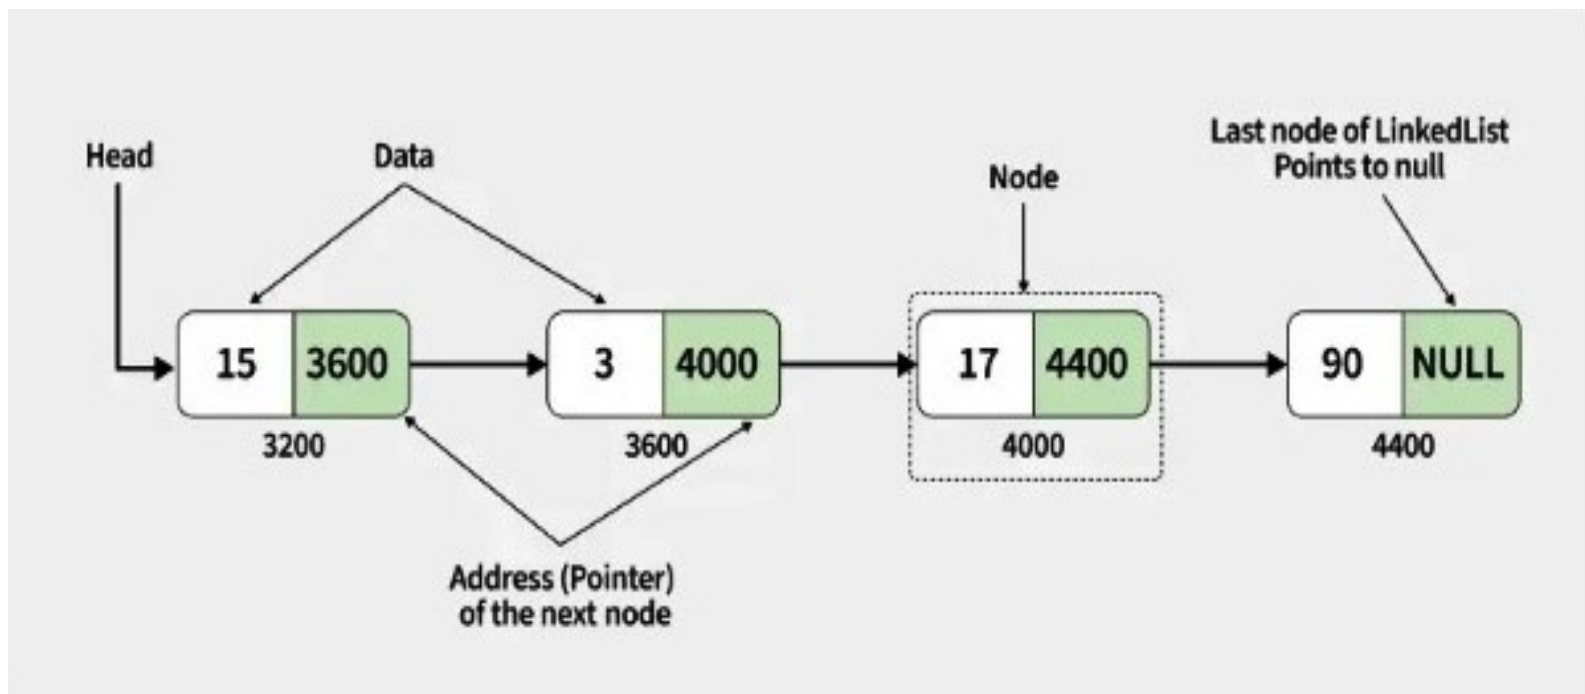 Head
Data
Node
Last node of LinkedList
Points to null
15 3600
3 4000
17 4400
90 NULL
3200
3600
4000
4400
Address (Pointer)
of the next node